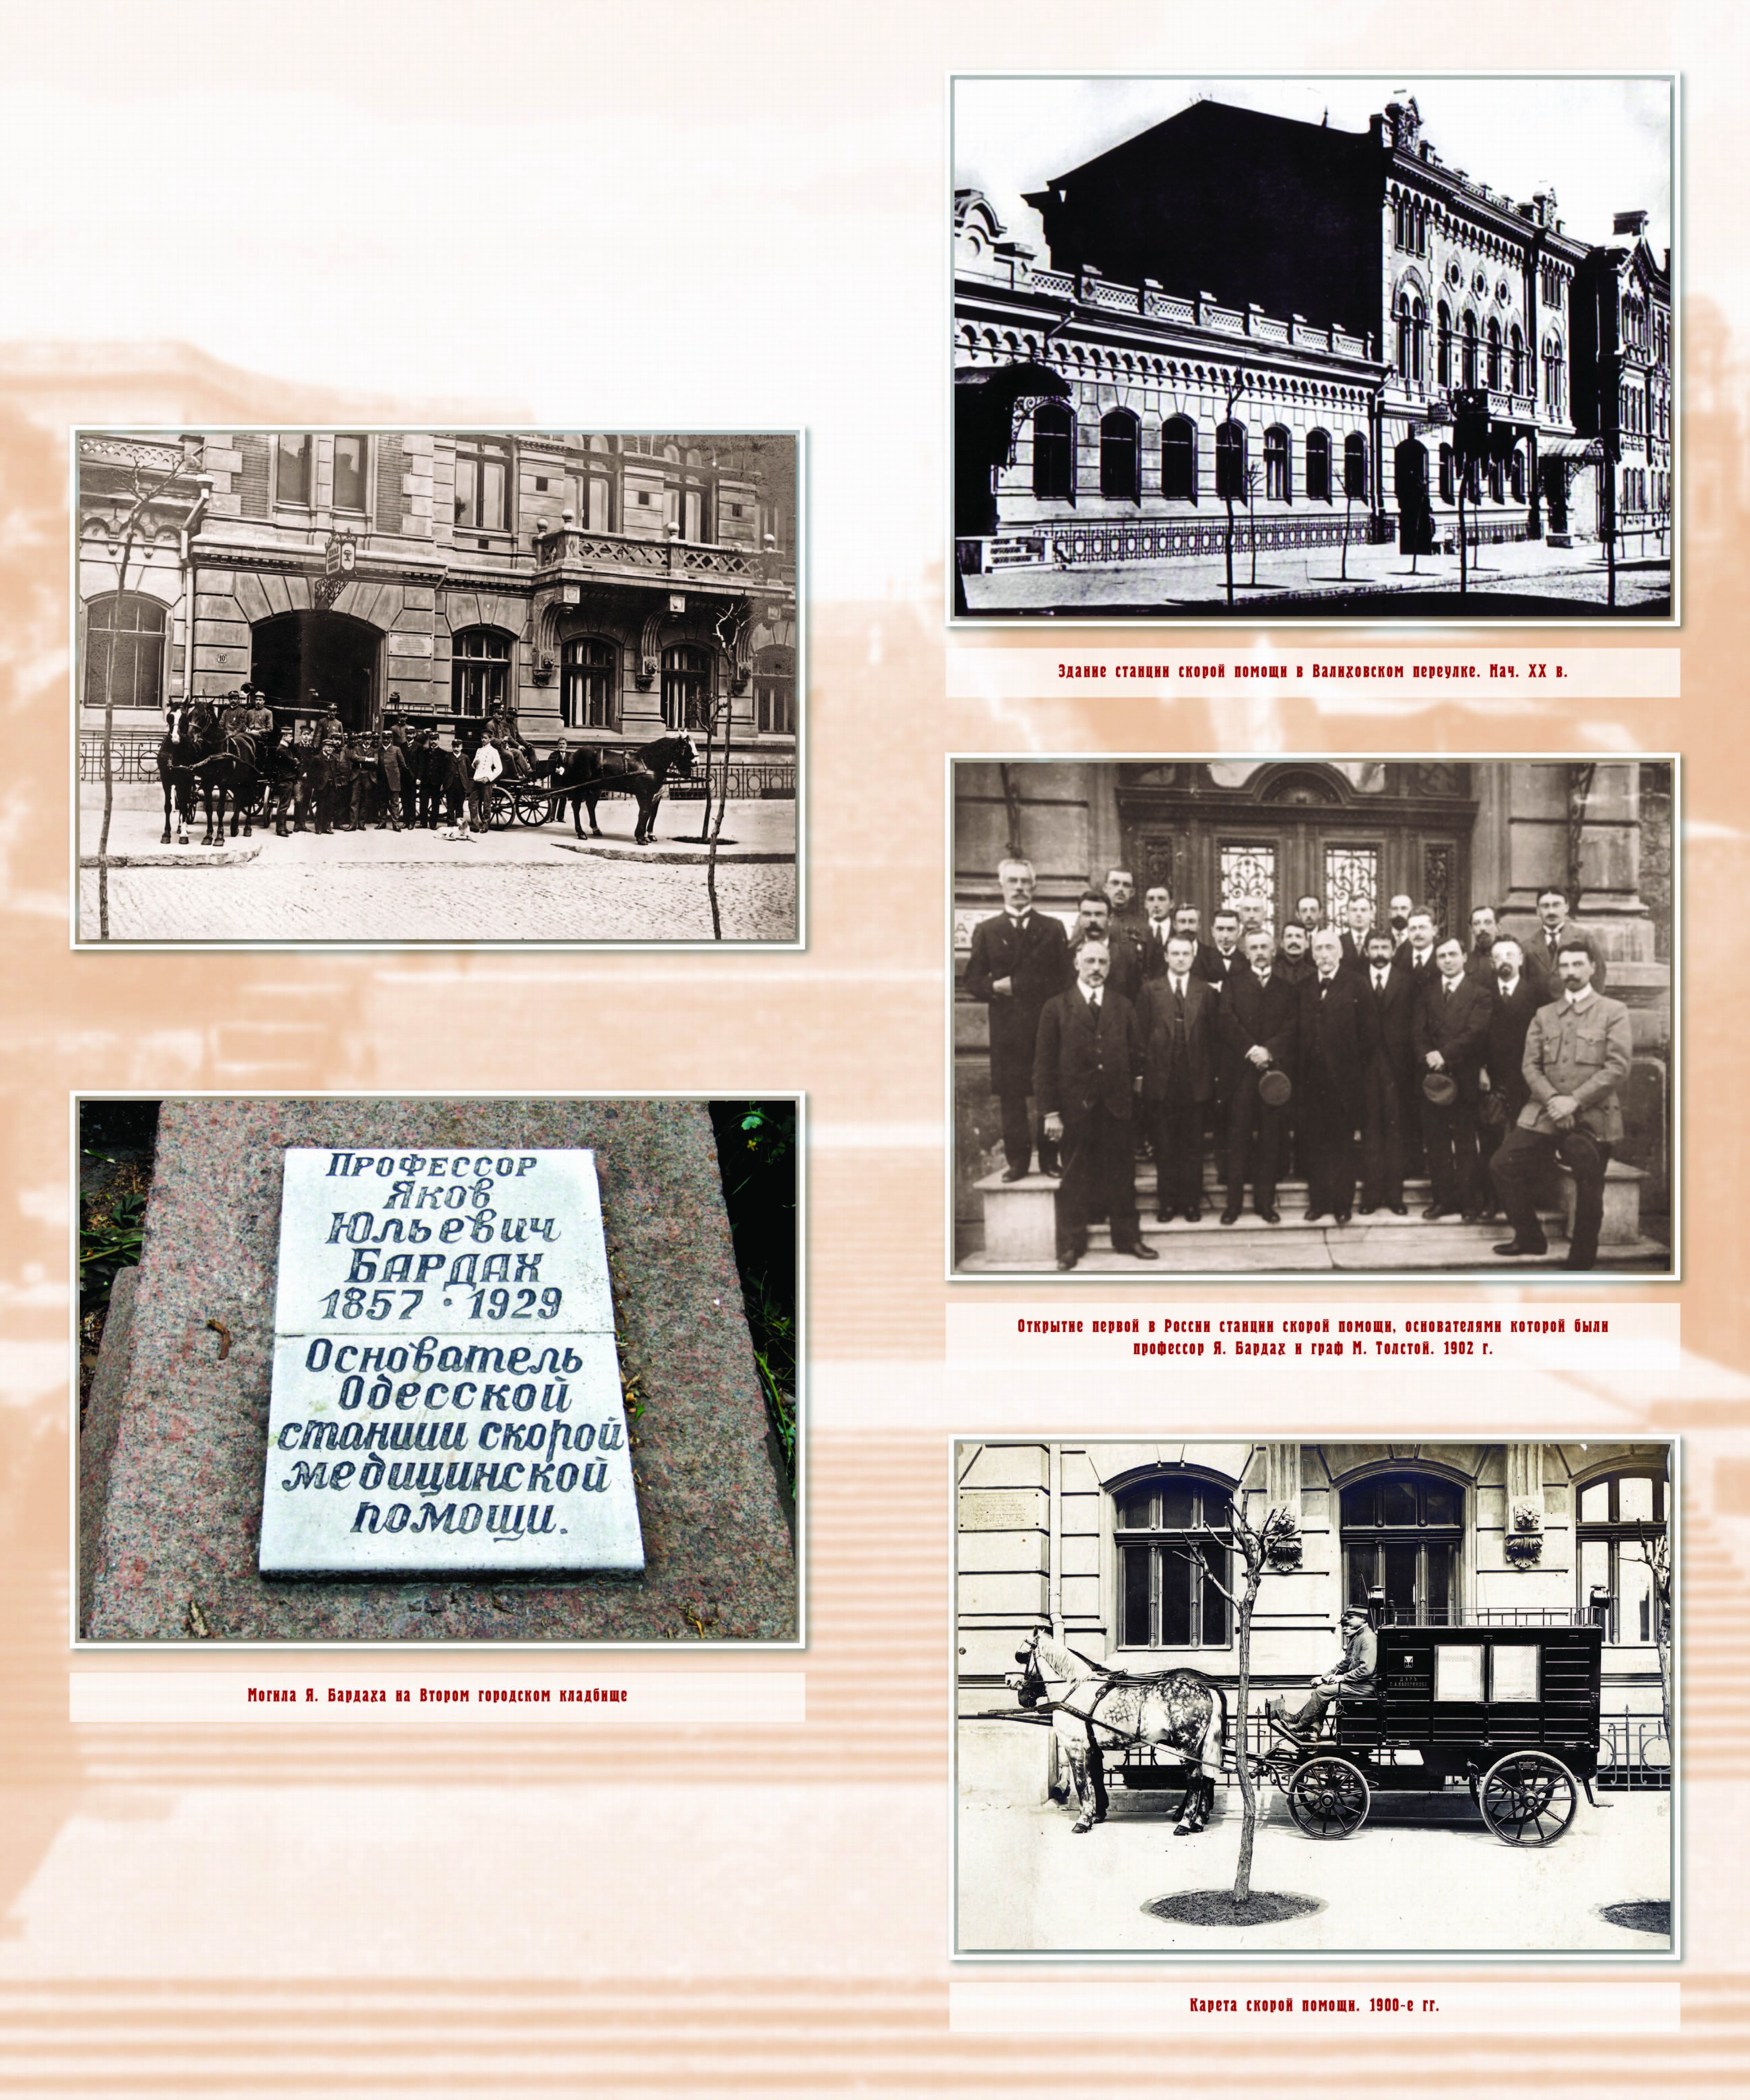 Здание станции скорой помощи в Валиховском переулке. Нач. XX в.
10
ПРОФЕССОР
Яков
Юльевич
БАРДАХ
1857 • 1929
Основатель
Одесской
станции скорой
медицинской
помощи.
Могила Я. Бардаха на Втором городском кладбище
Открытие первой в России станции скорой помощи, основателями которой были
профессор Я. Бардах и граф М. Толстой. 1902 г.
Карета скорой помощи. 1900-е гг.